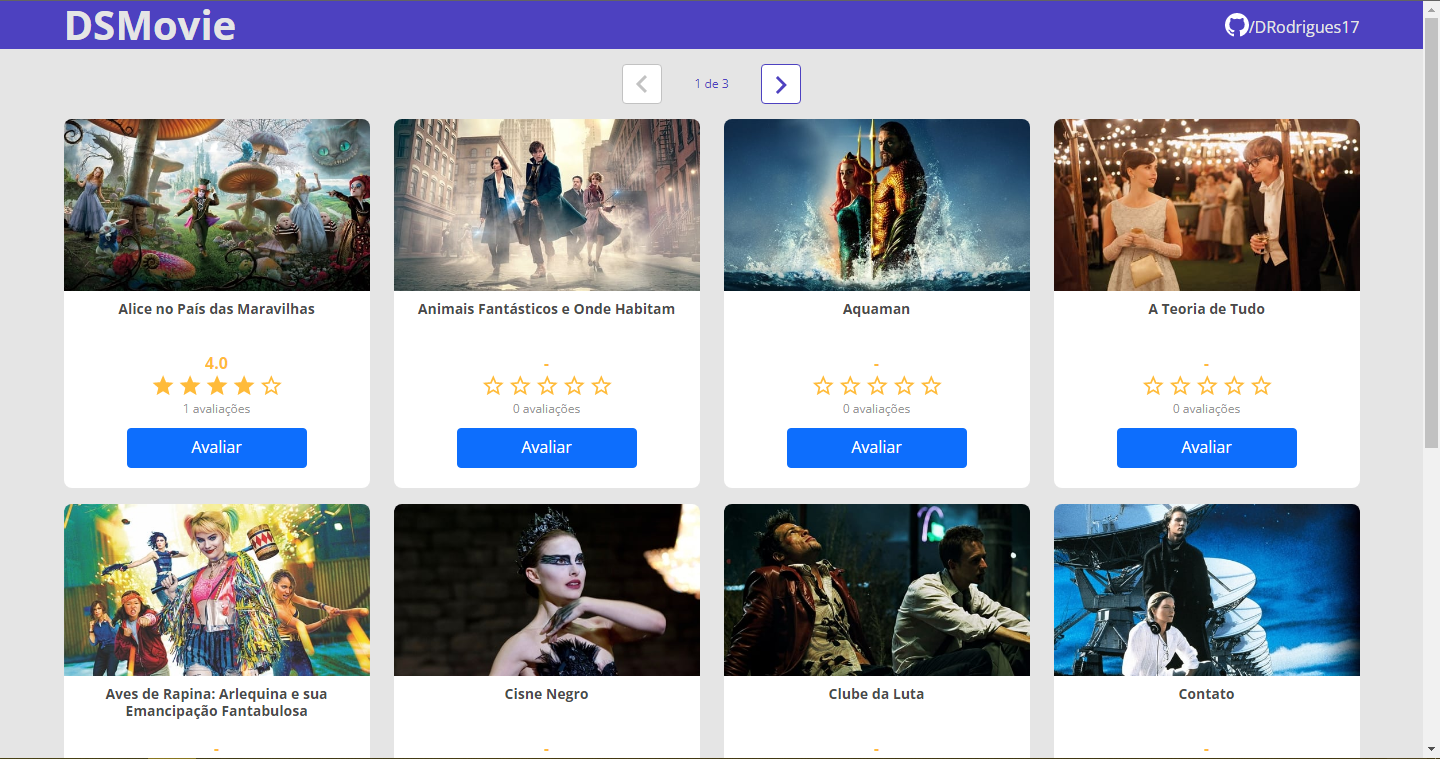 DSMovie
/DRodrigues17
1 de 3
Alice no País das Maravilhas
Animais Fantásticos e Onde Habitam
Aquaman
A Teoria de Tudo
4.0
-
-
-
1 avaliações
0 avaliações
0 avaliações
0 avaliações
Avaliar
Avaliar
Avaliar
Avaliar
Aves de Rapina: Arlequina e sua
Emancipação Fantabulosa
Cisne Negro
Clube da Luta
Contato
-
-
-
-